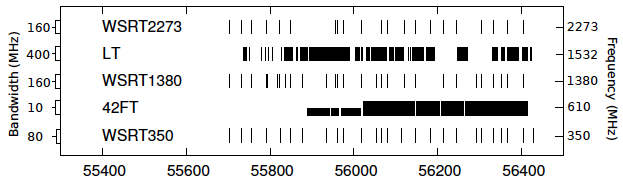 160 WSRT2273 2273
400 LT 1532
160 WSRT1380 1380
10 42FT 610
80 WSRT350 350
Bandwidth (MHz)
Frequency (MHz)
55400 55600 55800 56000 56200 56400